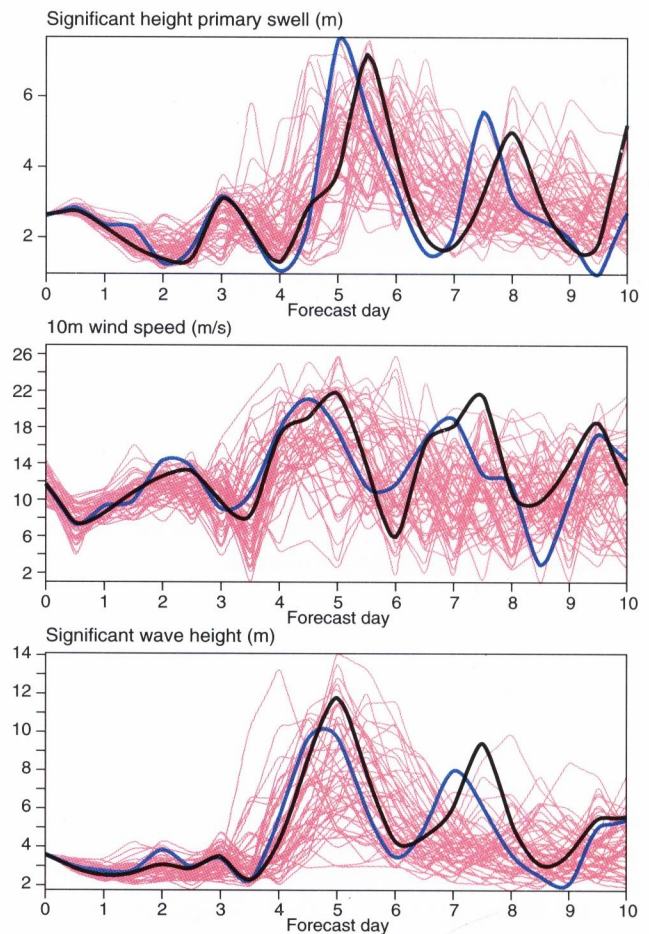 Significant height primary swell (m)
6
4
2
0 1 2 3 4 5 6 7 8 9 10
Forecast day
10m wind speed (m/s)
26
22
18
14
10
6
2
0 1 2 3 4 5 6 7 8 9 10
Forecast day
Significant wave height (m)
14
12
10
8
6
4
2
0 1 2 3 4 5 6 7 8 9 10
Forecast day